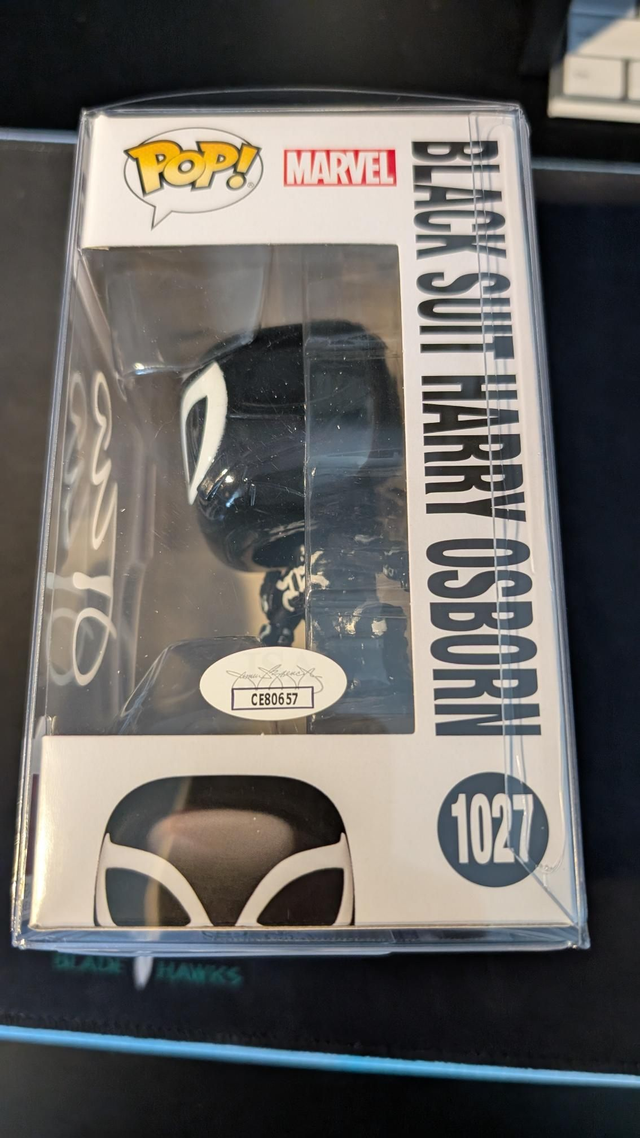 POP!
MARVEL
BLACK SUIT HARRY OSBORN
CE80657
1027
BLADE HAWKS